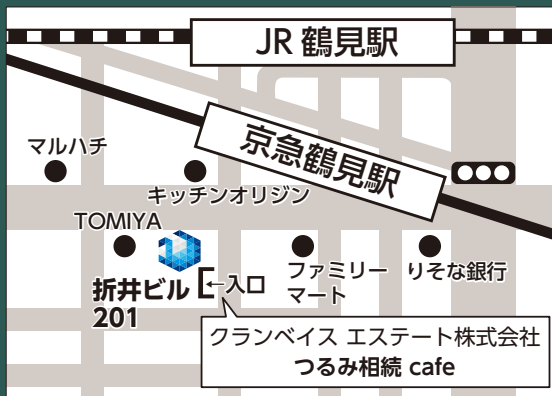 JR 鶴見駅
京急鶴見駅
マルハチ
キッチンオリジン
TOMIYA
折井ビル
201
←入口
ファミリー
マート
りそな銀行
クランベイス エステート株式会社
つるみ相続 cafe